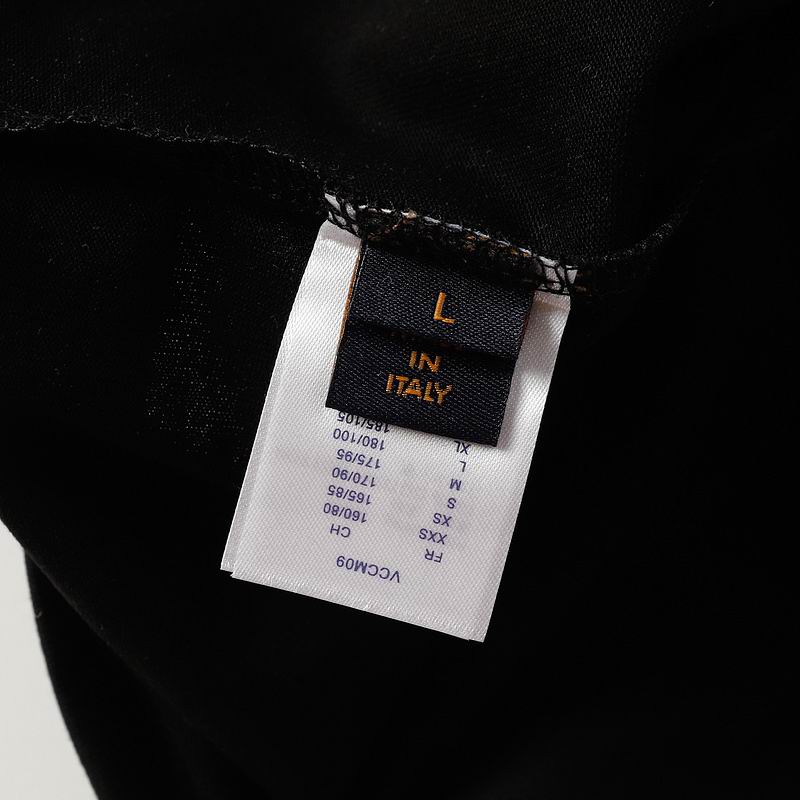 L
IN
ITALY
VCCM09
FR CH
XXS 160/80
XS 165/85
S 170/90
M 175/95
L 180/100
XL 185/105